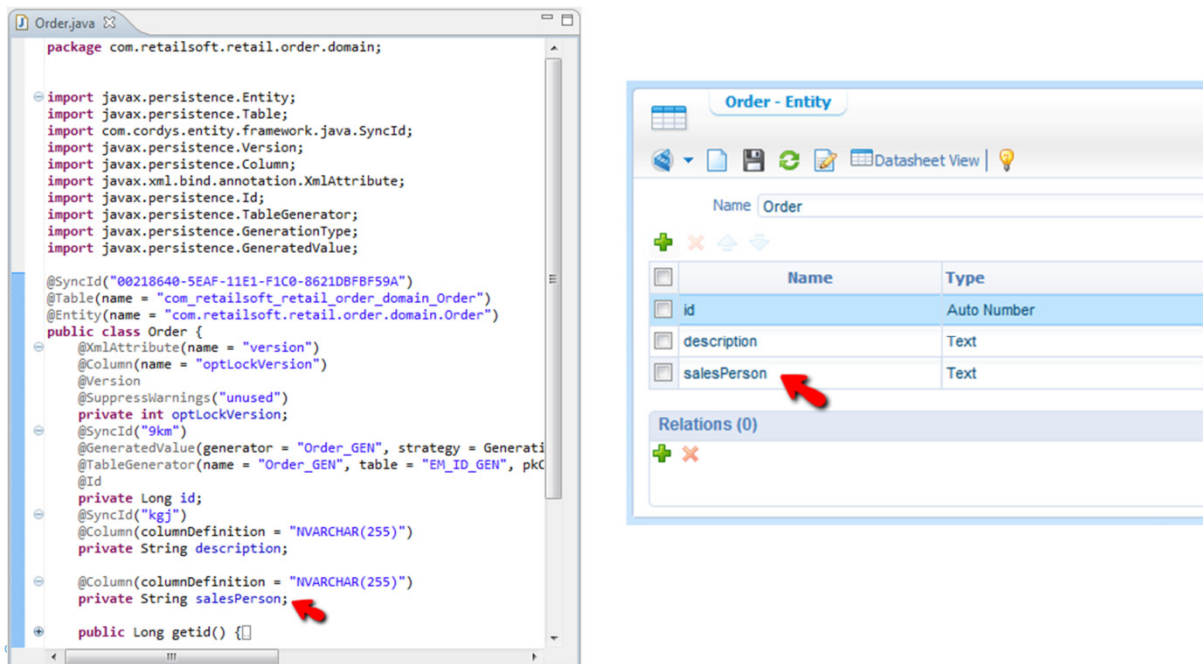 Order.java
package com.retailsoft.retail.order.domain;
import javax.persistence.Entity;
import javax.persistence.Table;
import com.cordys.entity.framework.java.SyncId;
import javax.persistence.Version;
import javax.persistence.Column;
import javax.xml.bind.annotation.XmlAttribute;
import javax.persistence.Id;
import javax.persistence.TableGenerator;
import javax.persistence.GenerationType;
import javax.persistence.GeneratedValue;
@SyncId("00218640-5EAF-11E1-F1C0-8621DBFBF59A")
@Table(name = "com_retailsoft_retail_order_domain_Order")
@Entity(name = "com.retailsoft.retail.order.domain.Order")
public class Order {
@XmlAttribute(name = "version")
@Column(name = "optLockVersion")
@Version
@SuppressWarnings("unused")
private int optLockVersion;
@SyncId("9km")
@GeneratedValue(generator = "Order_GEN", strategy = Generati
@TableGenerator(name = "Order_GEN", table = "EM_ID_GEN", pkC
@Id
private Long id;
@SyncId("kgj")
@Column(columnDefinition = "NVARCHAR(255)")
private String description;
@Column(columnDefinition = "NVARCHAR(255)")
private String salesPerson;
public Long getid() {
Order - Entity
Datasheet View
Name Order
Name Type
id Auto Number
description Text
salesPerson Text
Relations (0)